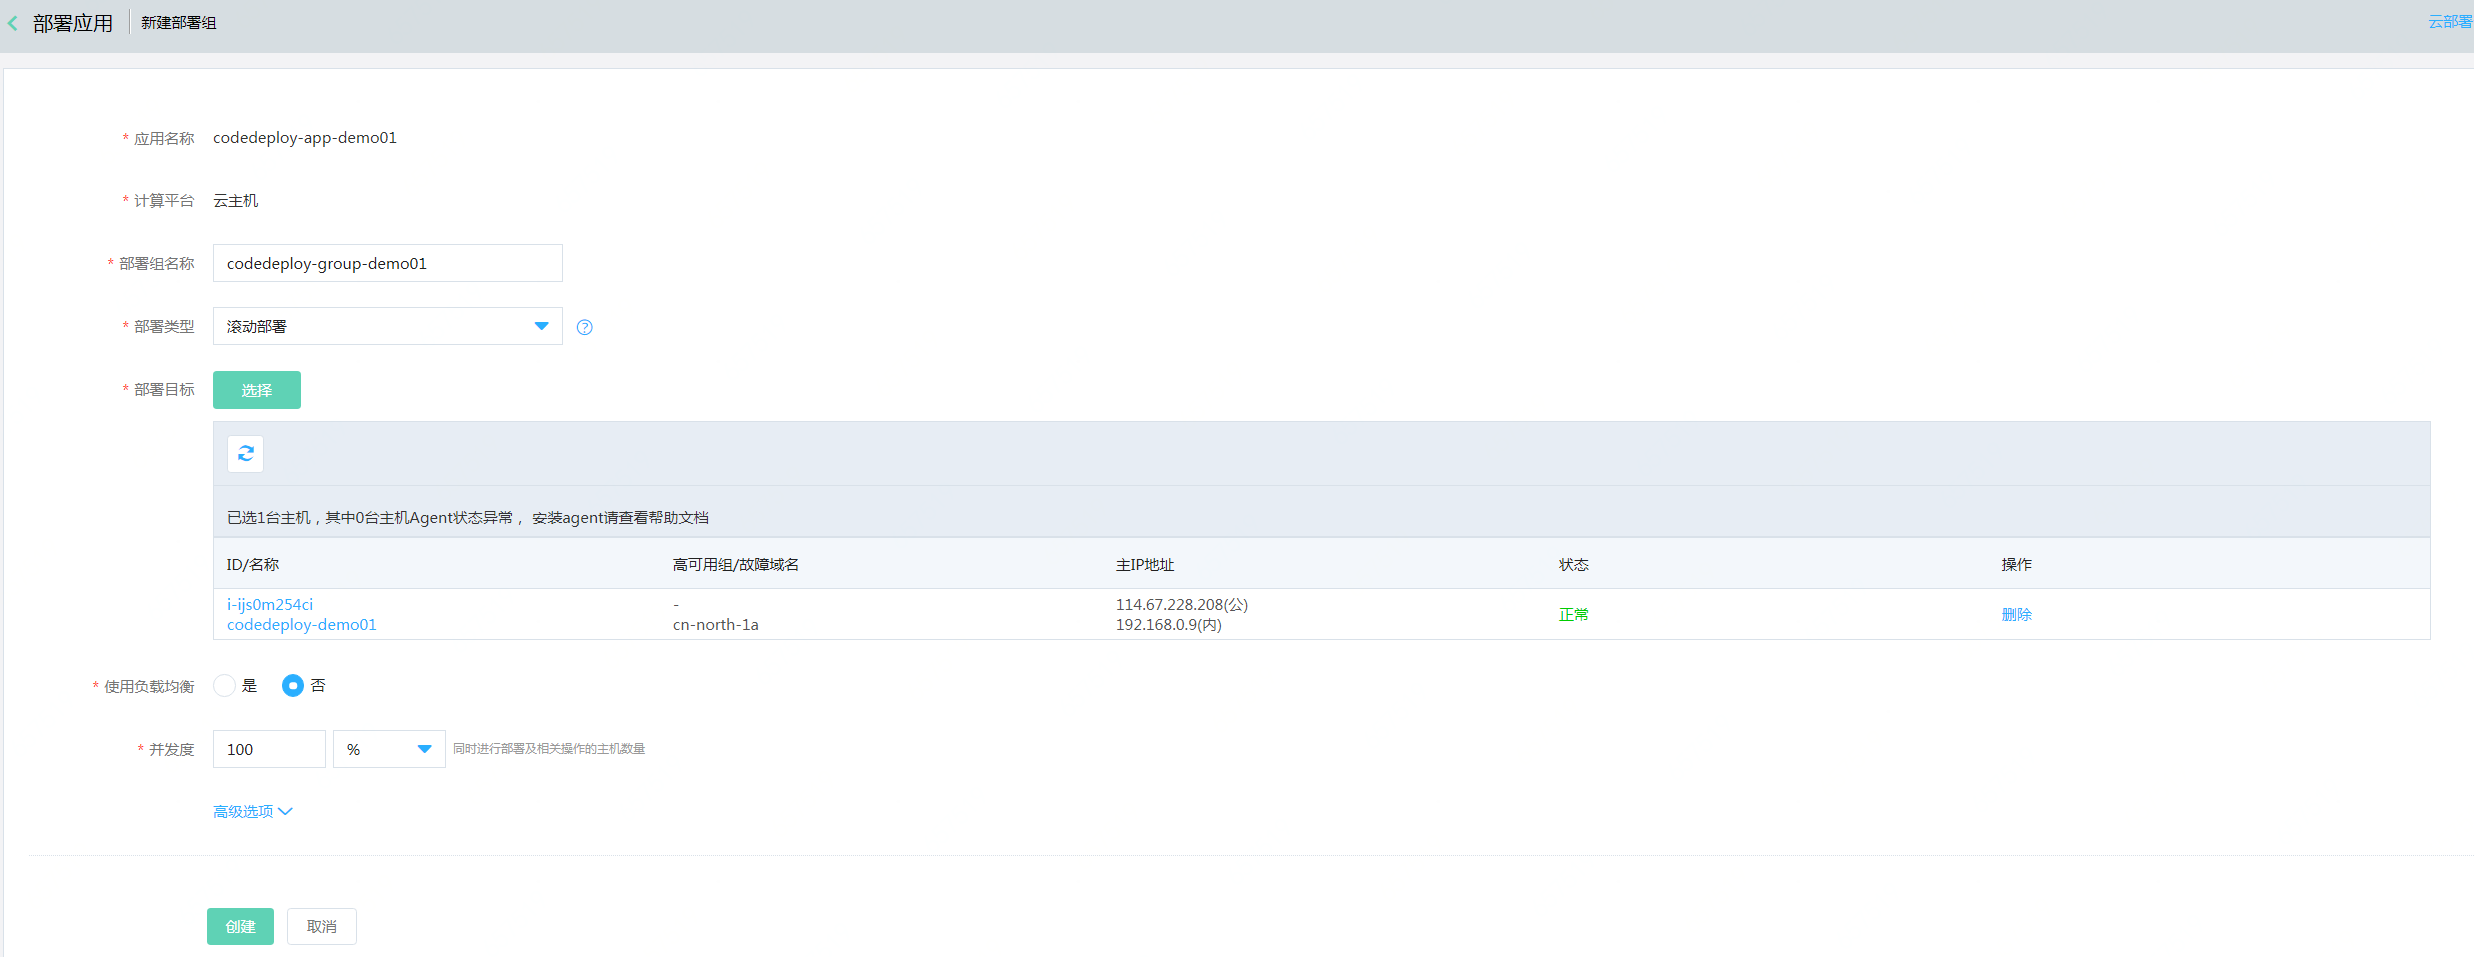 部署应用 新建部署组 云部署
* 应用名称 codedeploy-app-demo01
* 计算平台 云主机
* 部署组名称 codedeploy-group-demo01
* 部署类型 滚动部署 ?
* 部署目标 选择
已选1台主机，其中0台主机Agent状态异常， 安装agent请查看帮助文档
ID/名称 高可用组/故障域名 主IP地址 状态 操作
i-ijs0m254ci - 114.67.228.208(公) 正常 删除
codedeploy-demo01 cn-north-1a 192.168.0.9(内)
* 使用负载均衡 是 否
* 并发度 100 % 同时进行部署及相关操作的主机数量
高级选项
创建 取消